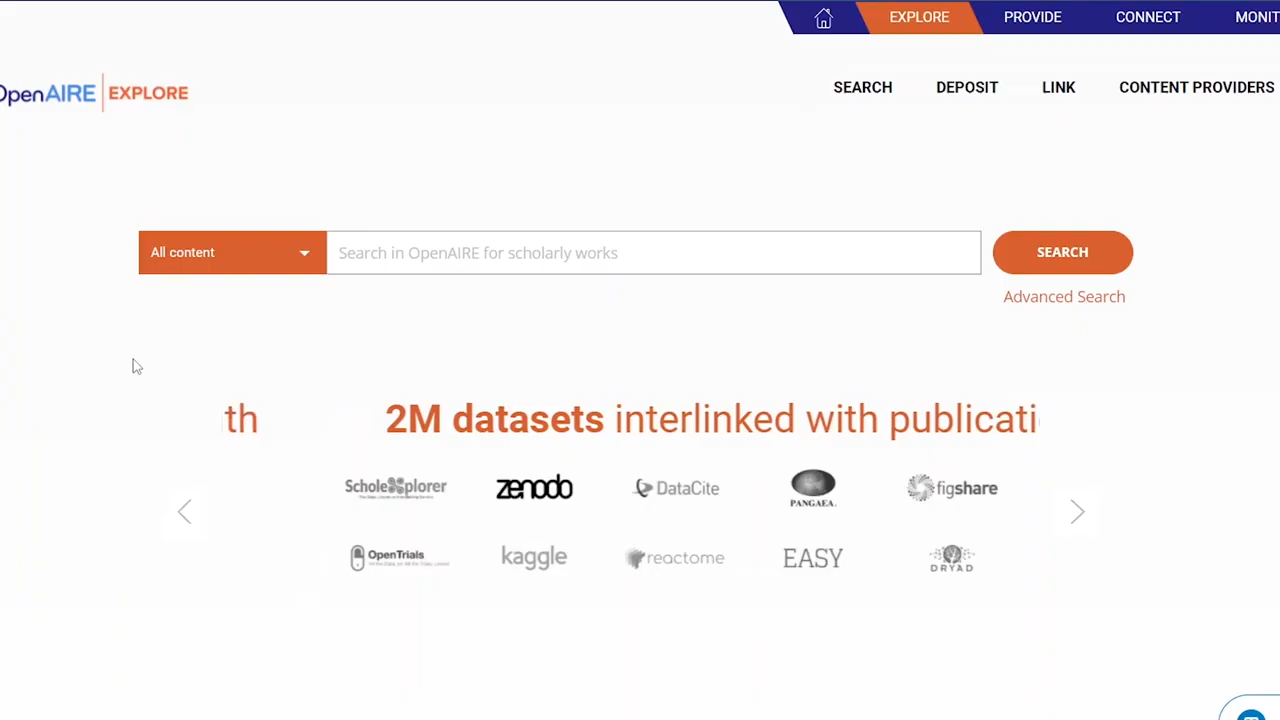 EXPLORE PROVIDE CONNECT MONIT
OpenAIRE EXPLORE
SEARCH DEPOSIT LINK CONTENT PROVIDERS
All content
Search in OpenAIRE for scholarly works
SEARCH
Advanced Search
th 2M datasets interlinked with publicati
ScholeXplorer zenodo DataCite PANGAEA. figshare
OpenTrials kaggle reactome EASY DRYAD